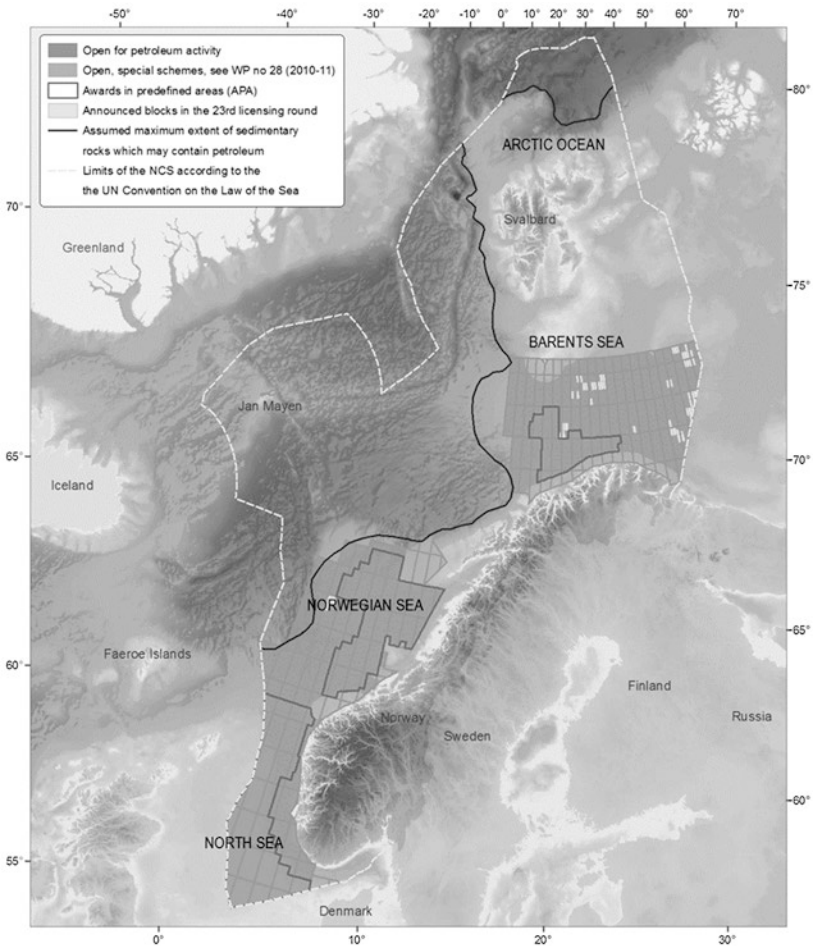 -50° -40° -30° -20° -10° 0° 10° 20° 30° 40° 50° 60° 70°
Open for petroleum activity
Open, special schemes, see WP no 28 (2010-11)
Awards in predefined areas (APA)
Announced blocks in the 23rd licensing round
Assumed maximum extent of sedimentary
rocks which may contain petroleum
Limits of the NCS according to the
the UN Convention on the Law of the Sea
80°
ARCTIC OCEAN
70°
Svalbard
Greenland
75°
BARENTS SEA
Jan Mayen
65°
70°
Iceland
NORWEGIAN SEA
65°
Faeroe Islands
60°
Finland
Norway
Russia
Sweden
60°
NORTH SEA
55°
Denmark
0° 10° 20° 30°